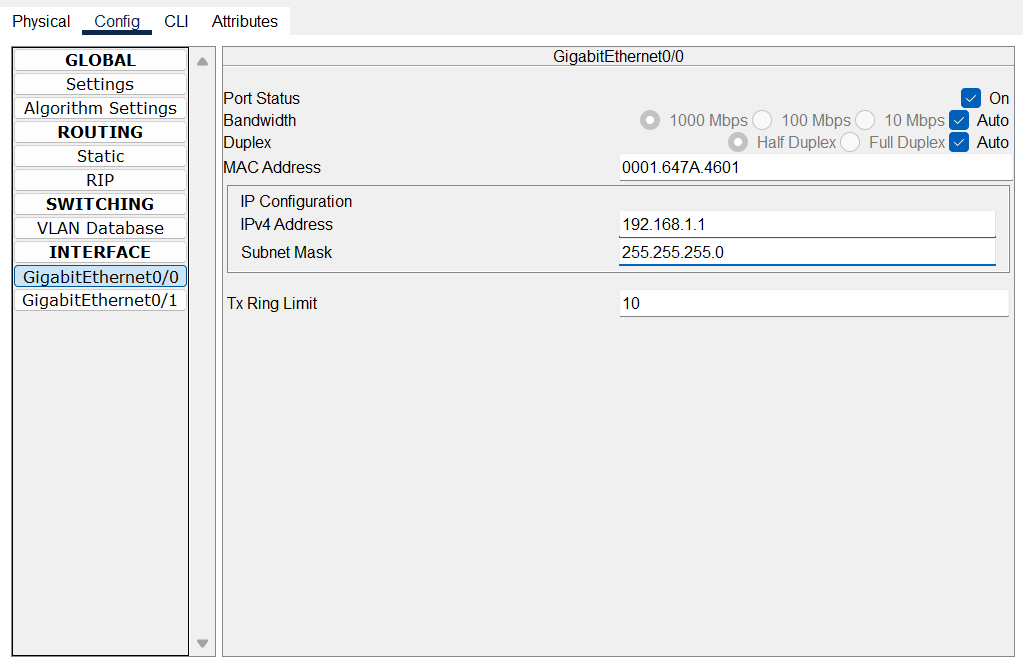 Physical Config CLI Attributes
GLOBAL
Settings
Algorithm Settings
ROUTING
Static
RIP
SWITCHING
VLAN Database
INTERFACE
GigabitEthernet0/0
GigabitEthernet0/1
GigabitEthernet0/0
Port Status On
Bandwidth 1000 Mbps 100 Mbps 10 Mbps Auto
Duplex Half Duplex Full Duplex Auto
MAC Address 0001.647A.4601
IP Configuration
IPv4 Address 192.168.1.1
Subnet Mask 255.255.255.0
Tx Ring Limit 10